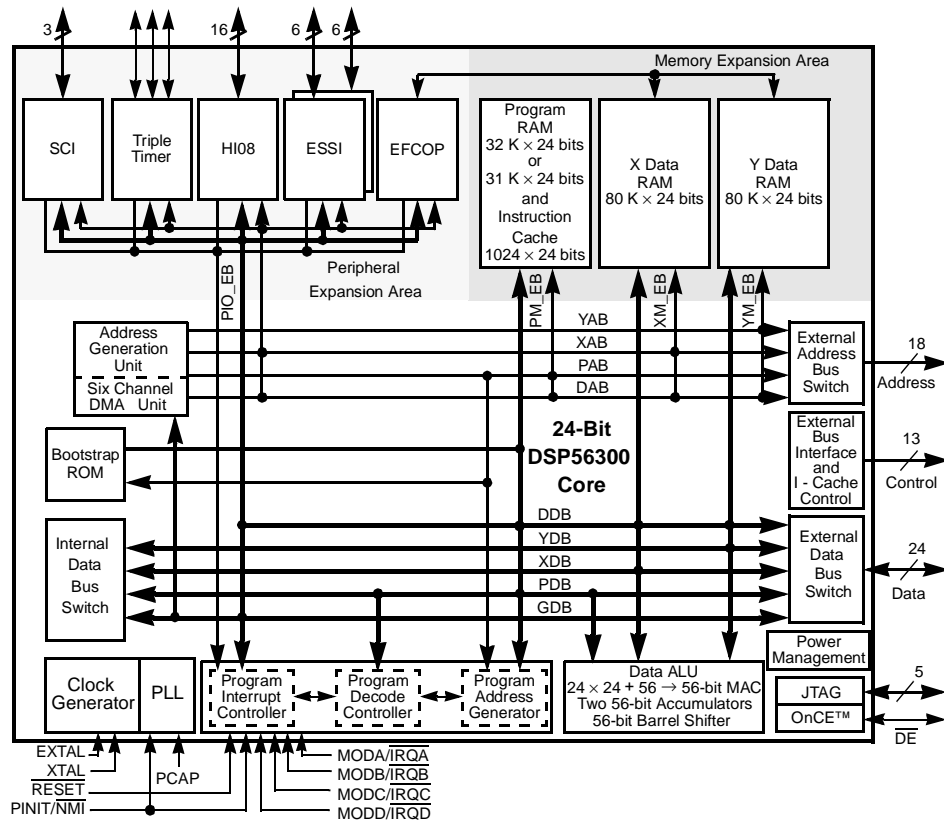 3
16
6
6
Memory Expansion Area
SCI
Triple
Timer
HI08
ESSI
EFCOP
Program
RAM
32 K × 24 bits
or
31 K × 24 bits
and
Instruction
Cache
1024 × 24 bits
X Data
RAM
80 K × 24 bits
Y Data
RAM
80 K × 24 bits
Peripheral
Expansion Area
PIO_EB
PM_EB
XM_EB
YM_EB
Address
Generation
Unit
Six Channel
DMA Unit
YAB
XAB
PAB
DAB
External
Address
Bus
Switch
18
Address
Bootstrap
ROM
24-Bit
DSP56300
Core
External
Bus
Interface
and
I - Cache
Control
13
Control
Internal
Data
Bus
Switch
DDB
YDB
XDB
PDB
GDB
External
Data
Bus
Switch
24
Data
Power
Management
Clock
Generator
PLL
Program
Interrupt
Controller
Program
Decode
Controller
Program
Address
Generator
Data ALU
24 × 24 + 56 → 56-bit MAC
Two 56-bit Accumulators
56-bit Barrel Shifter
JTAG
OnCE™
5
DE
EXTAL
XTAL
RESET
PINIT/NMI
PCAP
MODA/IRQA
MODB/IRQB
MODC/IRQC
MODD/IRQD